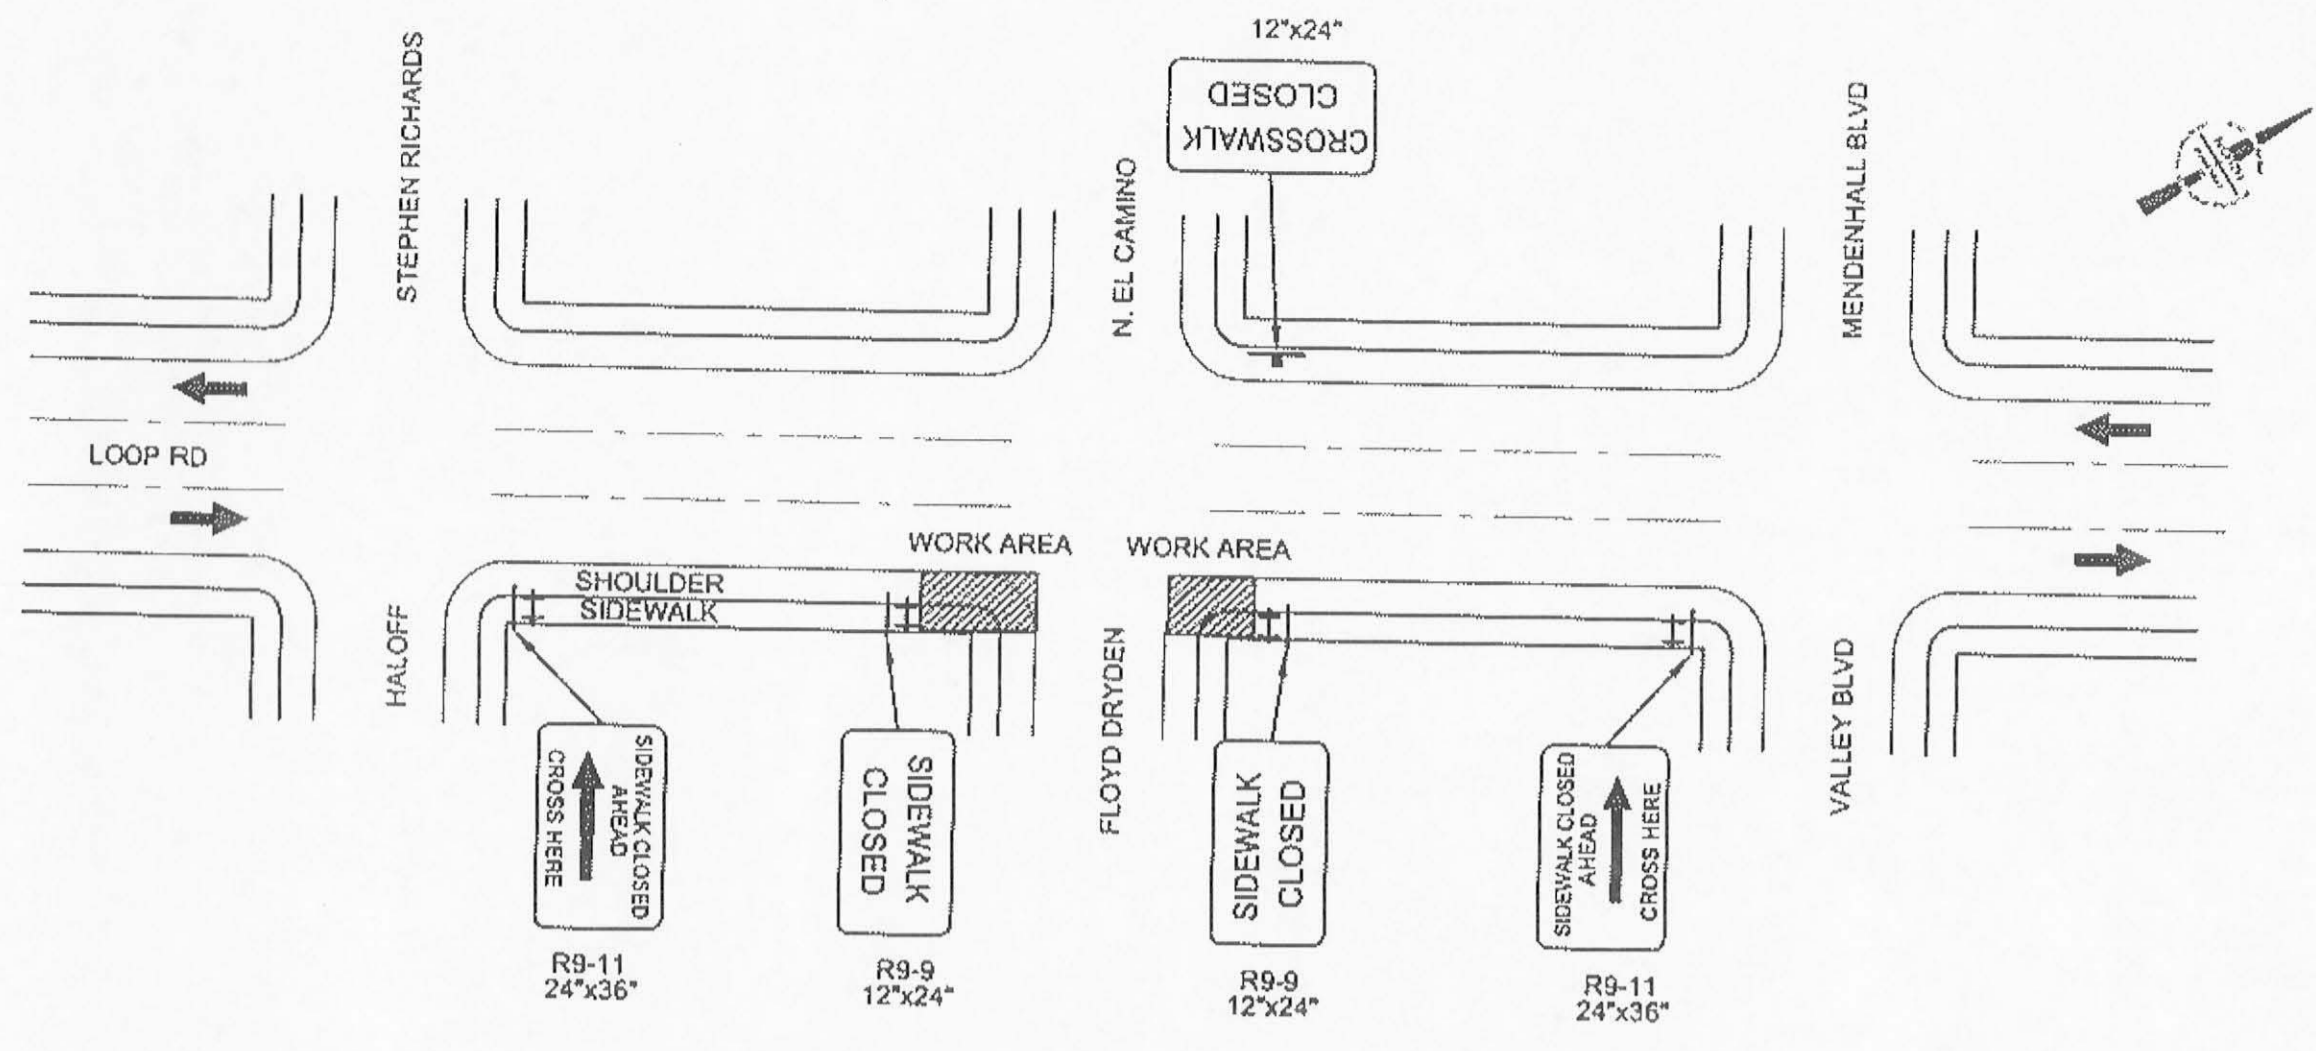 12"x24"
CROSSWALK
CLOSED
STEPHEN RICHARDS
N. EL CAMINO
MENDENHALL BLVD
LOOP RD
WORK AREA
WORK AREA
SHOULDER
SIDEWALK
HALOFF
FLOYD DRYDEN
VALLEY BLVD
SIDEWALK CLOSED
AHEAD
CROSS HERE
R9-11
24"x36"
SIDEWALK
CLOSED
R9-9
12"x24"
SIDEWALK
CLOSED
R9-9
12"x24"
SIDEWALK CLOSED
AHEAD
CROSS HERE
R9-11
24"x36"